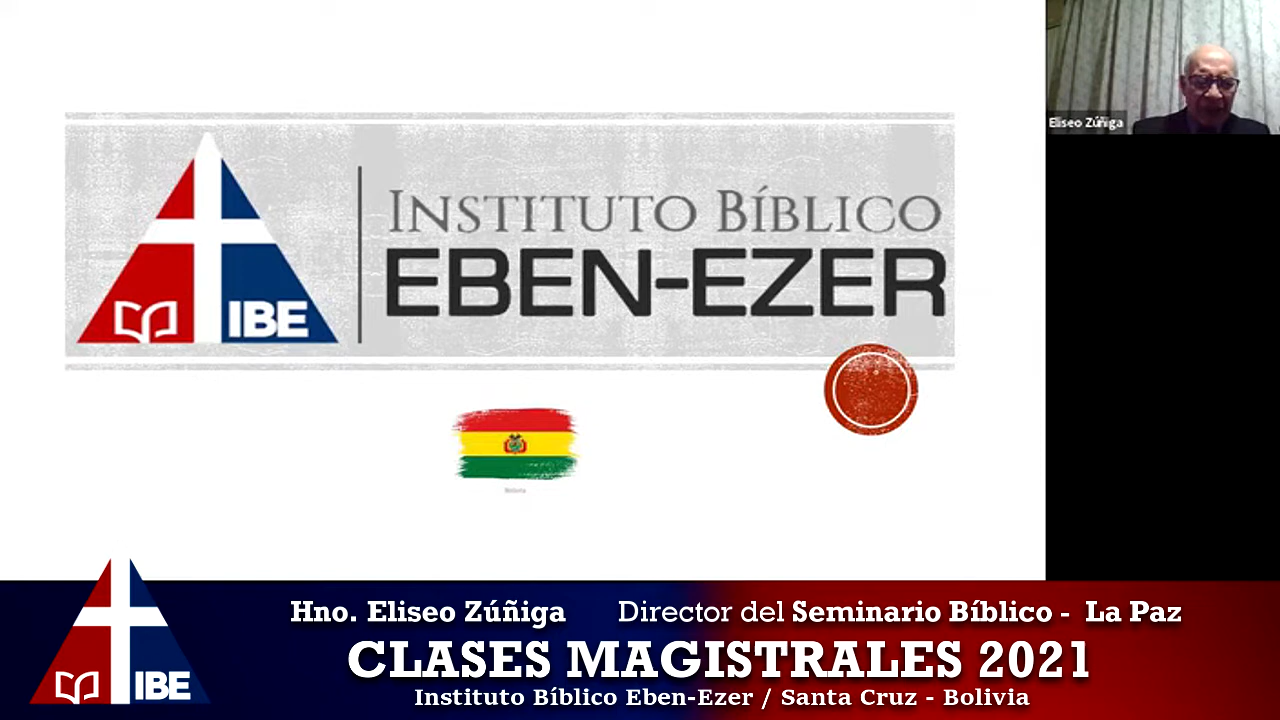 Eliseo Zúñiga
INSTITUTO BÍBLICO
EBEN-EZER
IBE
Hno. Eliseo Zúñiga Director del Seminario Bíblico - La Paz
CLASES MAGISTRALES 2021
Instituto Bíblico Eben-Ezer / Santa Cruz - Bolivia
IBE